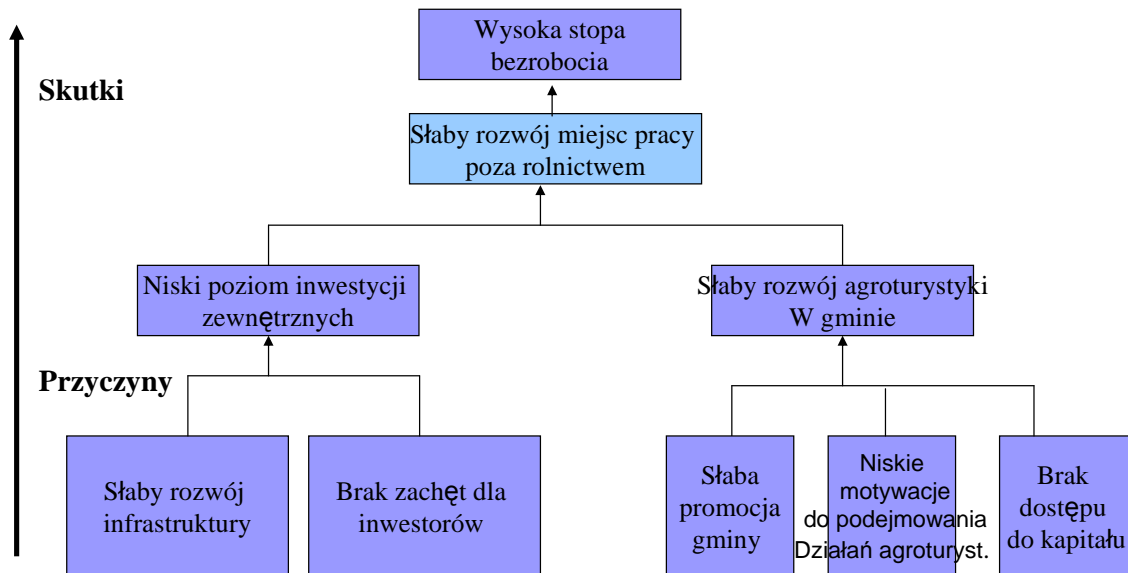 Wysoka stopa
bezrobocia
Skutki
Słaby rozwój miejsc pracy
poza rolnictwem
Niski poziom inwestycji
zewnętrznych
Słaby rozwój agroturystyki
W gminie
Przyczyny
Słaby rozwój
infrastruktury
Brak zachęt dla
inwestorów
Słaba
promocja
gminy
Niskie
motywacje
do podejmowania
Działań agroturyst.
Brak
dostępu
do kapitału